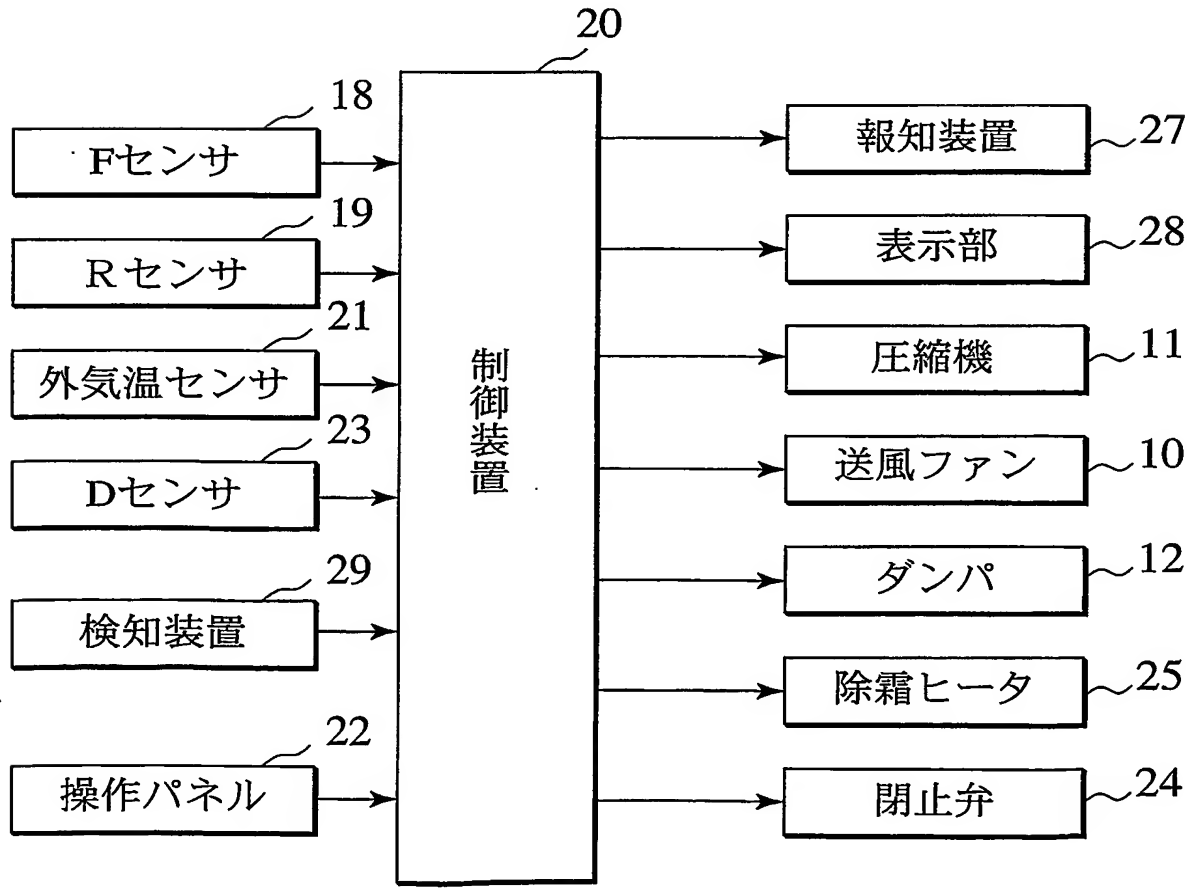 20
18
Fセンサ
19
Rセンサ
21
外気温センサ
23
Dセンサ
29
検知装置
22
操作パネル
制御装置
報知装置
27
表示部
28
圧縮機
11
送風ファン
10
ダンパ
12
除霜ヒータ
25
閉止弁
24